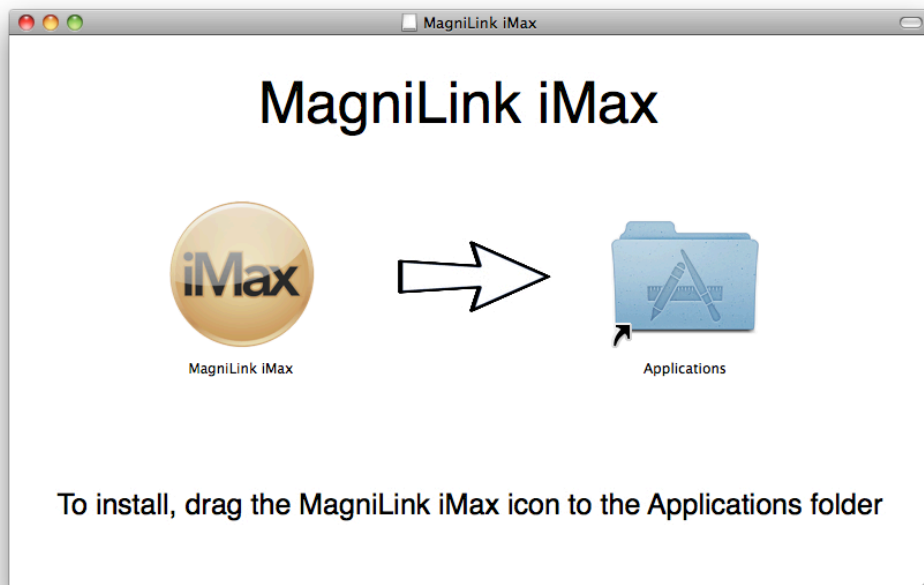 MagniLink iMax
MagniLink iMax
iMax
MagniLink iMax
Applications
To install, drag the MagniLink iMax icon to the Applications folder